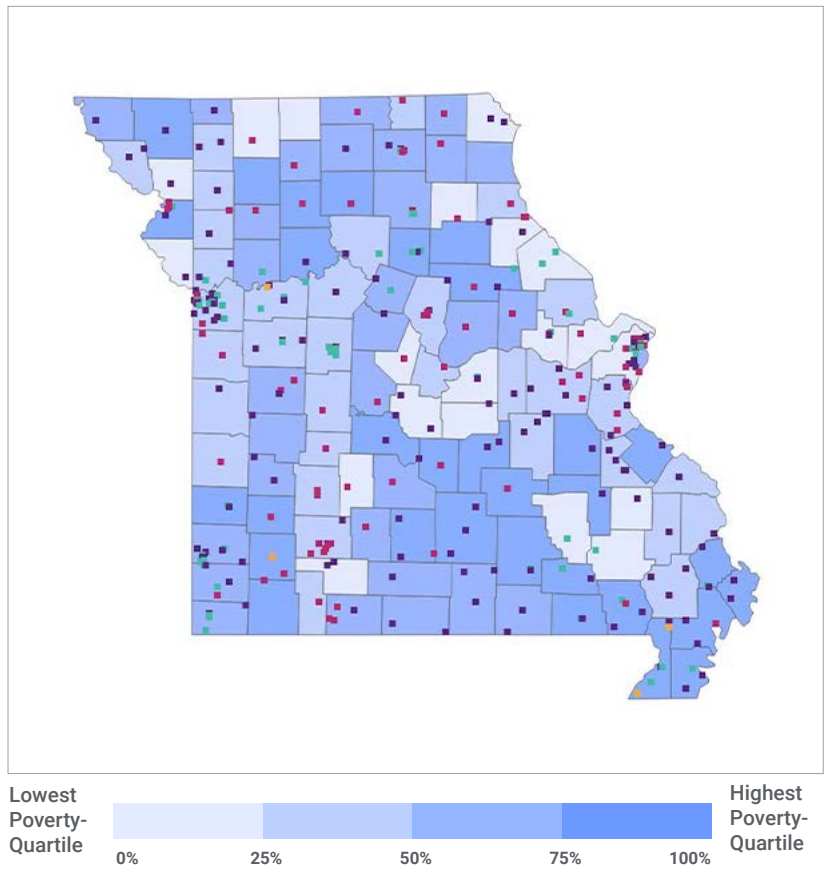 Lowest
Poverty-
Quartile
0%
25%
50%
75%
100%
Highest
Poverty-
Quartile